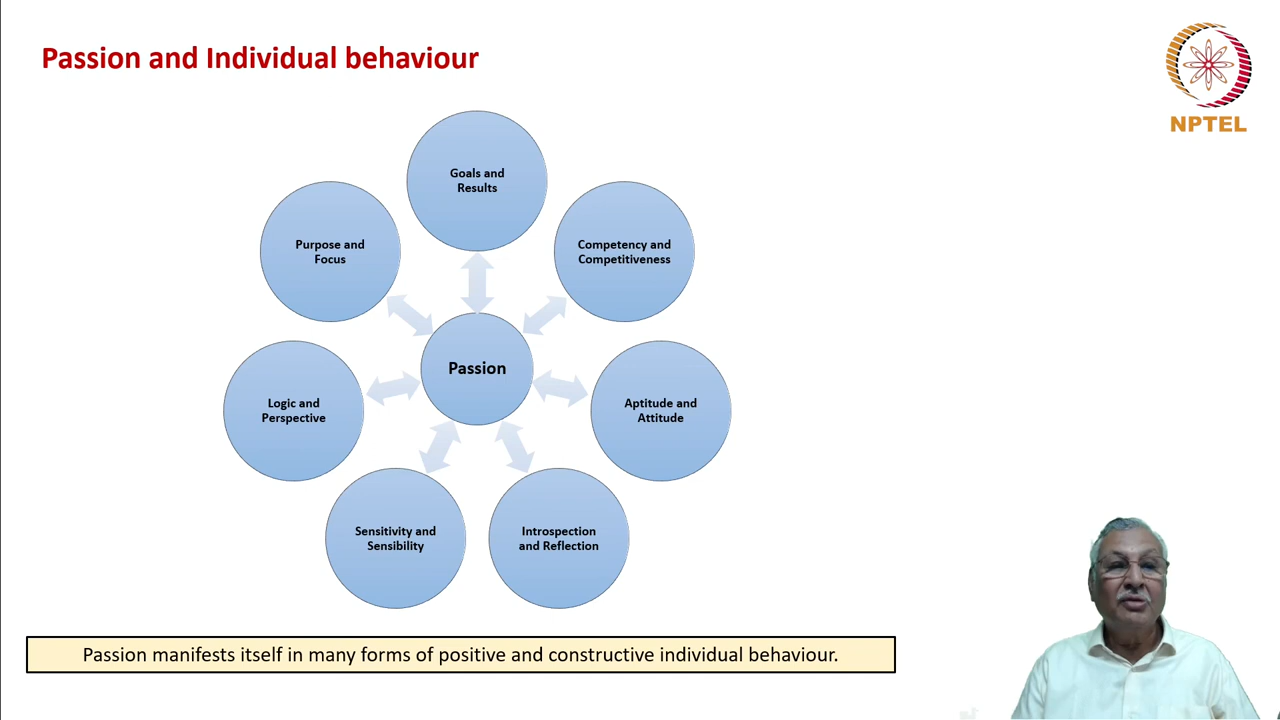 Passion and Individual behaviour
NPTEL
Goals and
Results
Purpose and
Focus
Competency and
Competitiveness
Passion
Logic and
Perspective
Aptitude and
Attitude
Sensitivity and
Sensibility
Introspection
and Reflection
Passion manifests itself in many forms of positive and constructive individual behaviour.